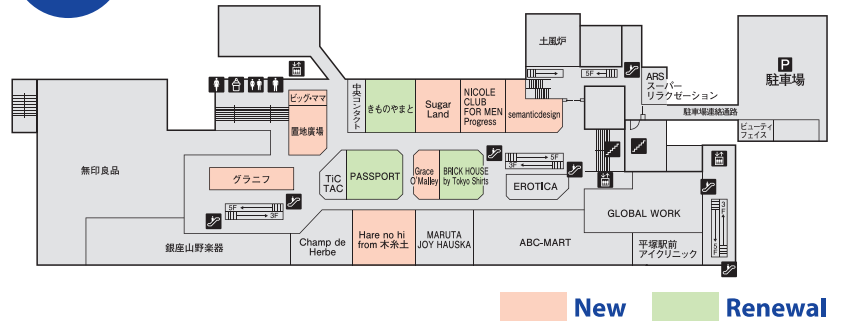 土風炉
5F
P
駐車場
ARS
スーパー
リラクゼーション
駐車場連絡通路
ビューティ
フェイス
ビッグ・ママ
置地廣場
中央コンタクト
きものやまと
Sugar
Land
NICOLE
CLUB
FOR MEN
Progress
semanticdesign
無印良品
グラニフ
5F
3F
TiC
TAC
PASSPORT
Grace
O'Malley
BRICK HOUSE
by Tokyo Shirts
5F
3F
EROTICA
GLOBAL WORK
3F
5F
銀座山野楽器
Champ de
Herbe
Hare no hi
from 木糸土
MARUTA
JOY HAUSKA
ABC-MART
平塚駅前
アイクリニック
New
Renewal